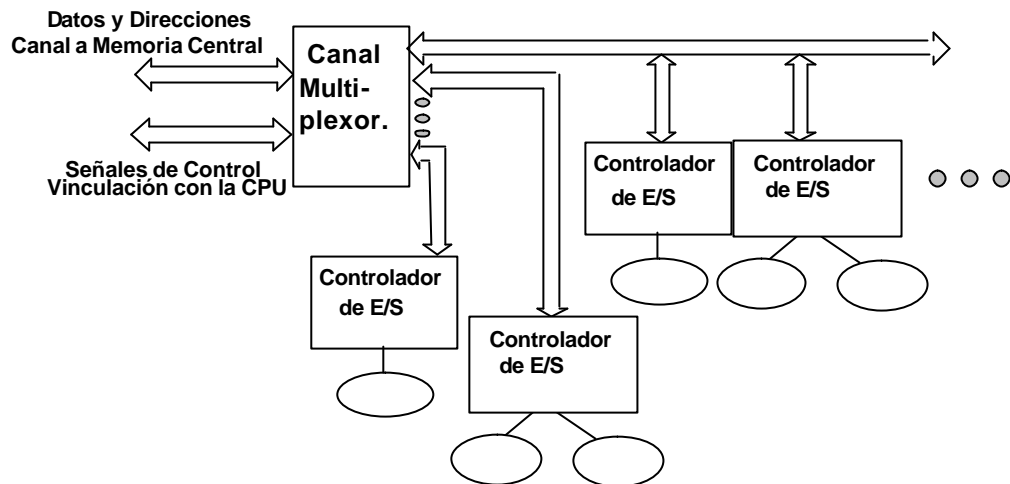 Datos y Direcciones
Canal a Memoria Central
Canal
Multi-
plexor.
Señales de Control
Vinculación con la CPU
Controlador
de E/S
Controlador
de E/S
Controlador
de E/S
Controlador
de E/S